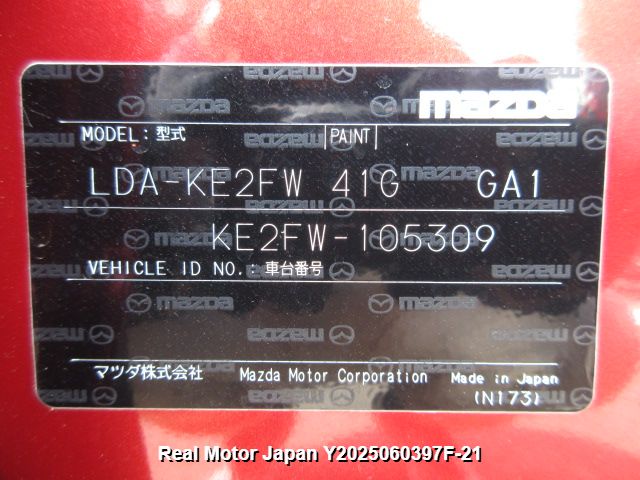 mazda
MODEL: 型式 PAINT
LDA-KE2FW 41G GA1
KE2FW-105309
VEHICLE ID NO.: 車台番号
マツダ株式会社 Mazda Motor Corporation Made in Japan
(N173)
Real Motor Japan Y2025060397F-21